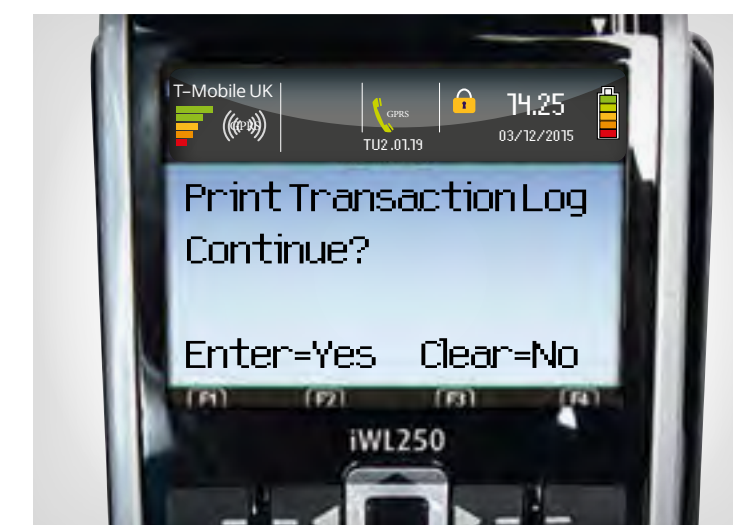 T-Mobile UK
GPRS
GPRS
14.25
TU2.01.19
03/12/2015
Print Transaction Log
Continue?
Enter=Yes Clear=No
F1 F2 F3 F4
iWL250